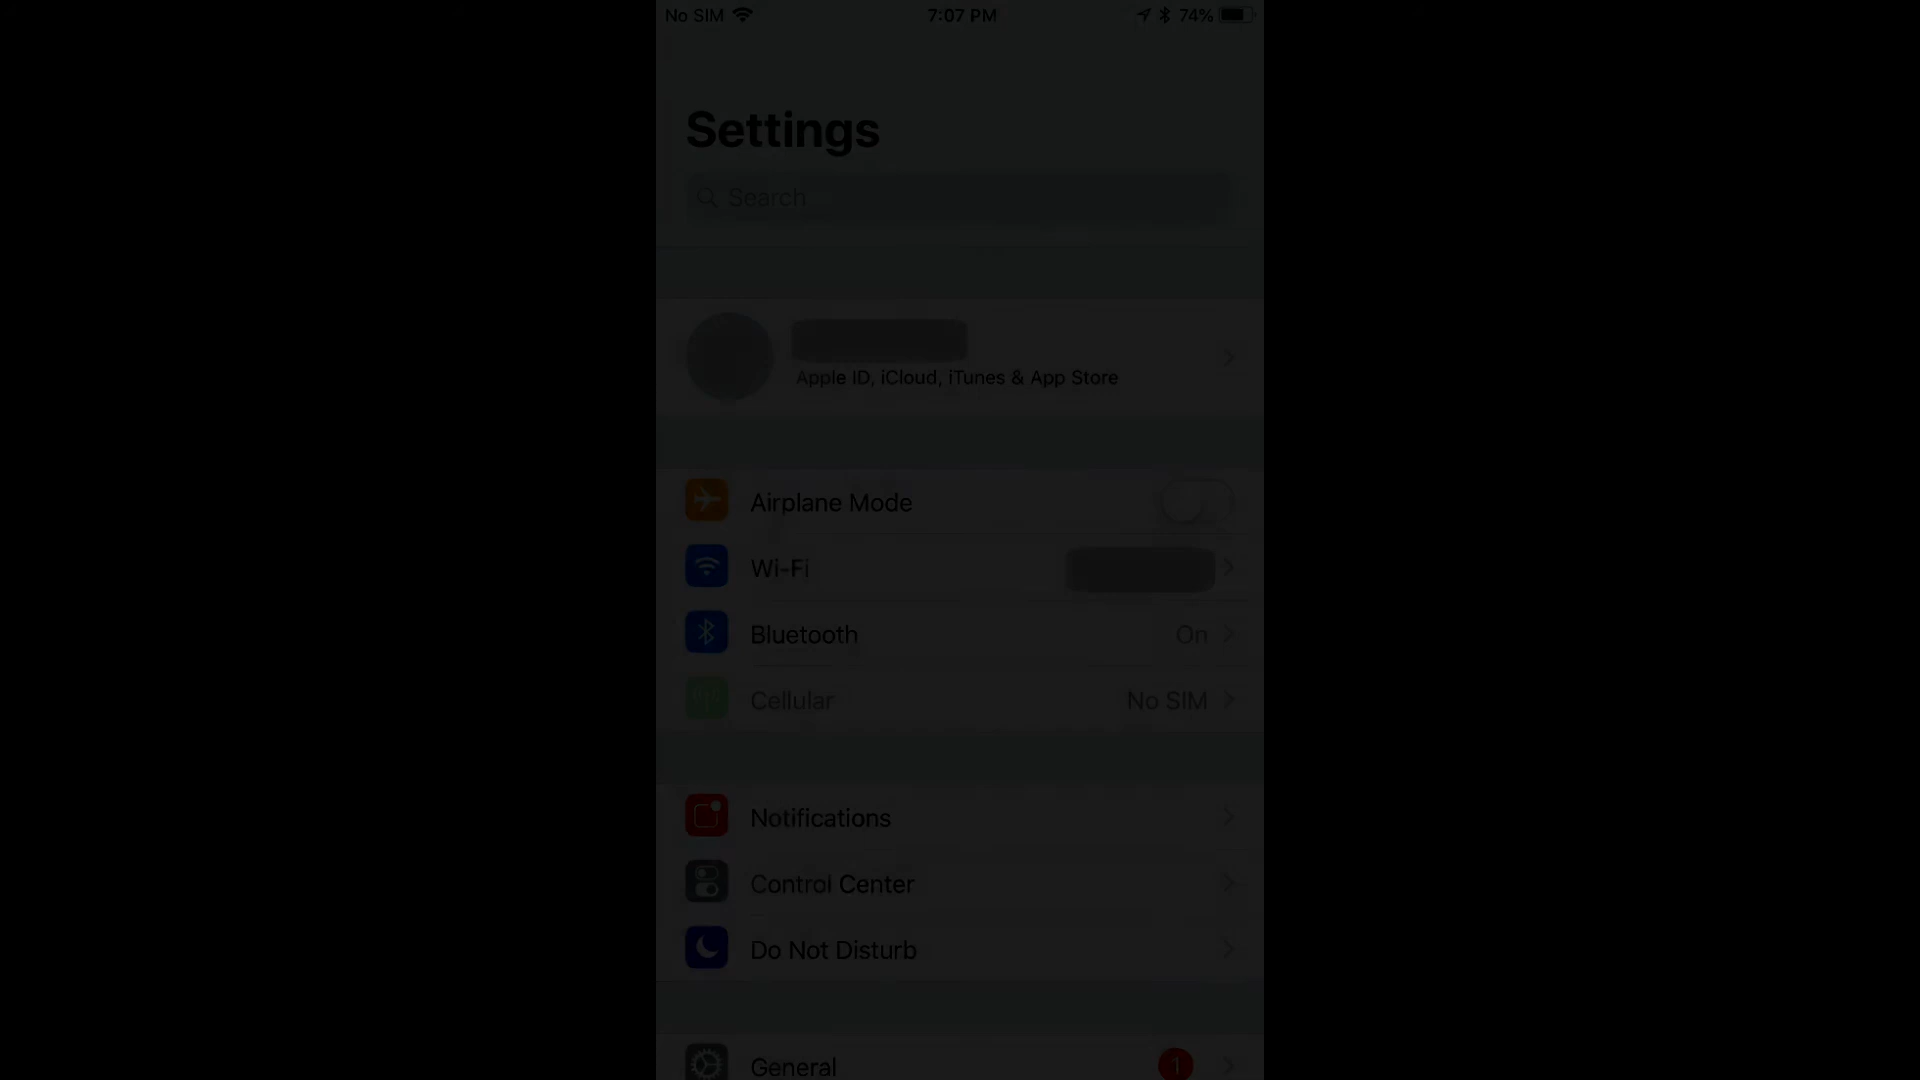 No SIM 7:07 PM 74%
Settings
Search
Apple ID, iCloud, iTunes & App Store
Airplane Mode
Wi-Fi
Bluetooth On
Cellular No SIM
Notifications
Control Center
Do Not Disturb
General 1